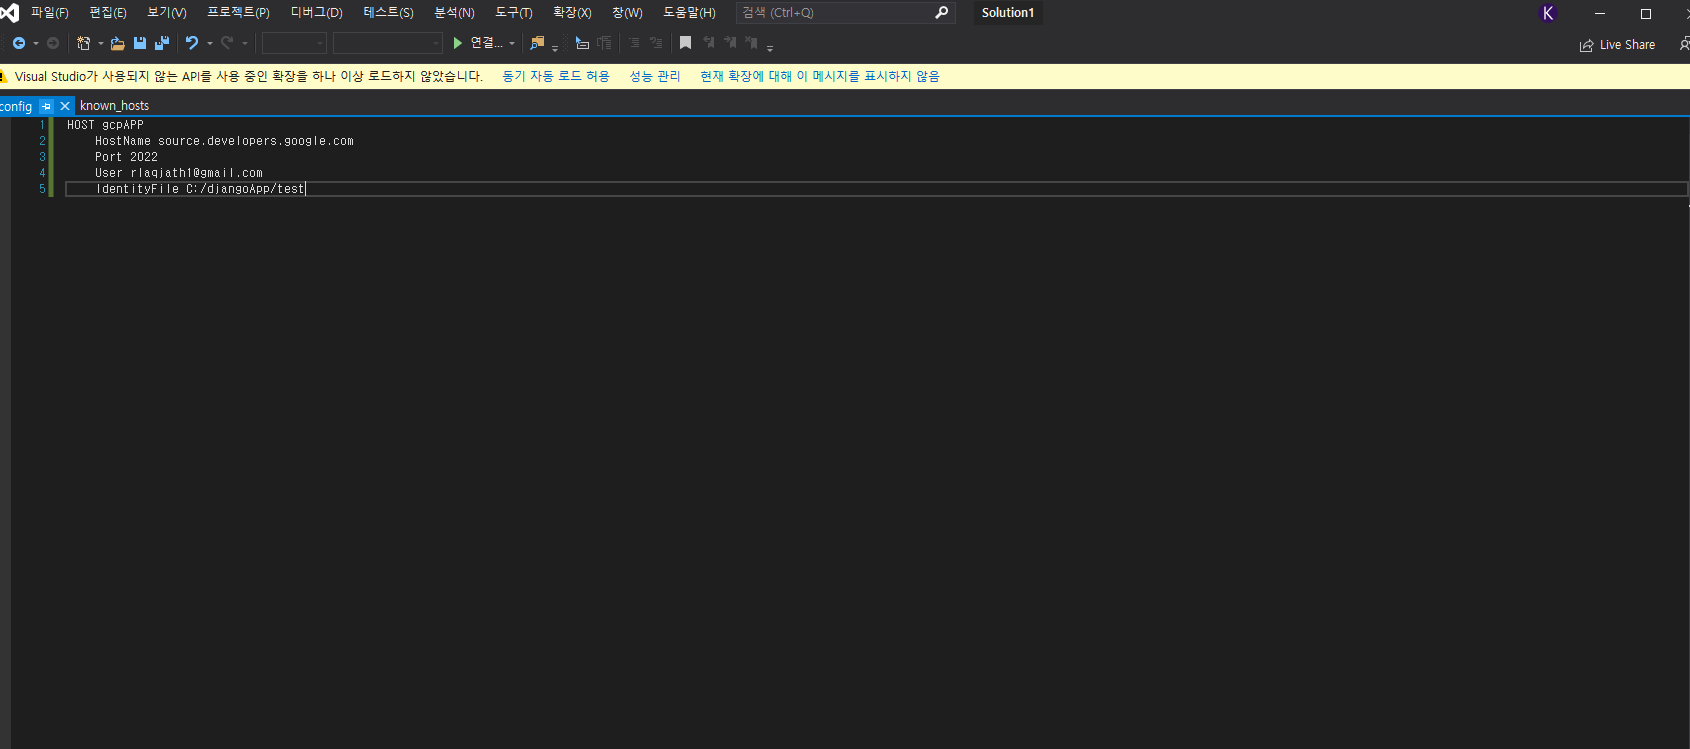 파일(F) 편집(E) 보기(V) 프로젝트(P) 디버그(D) 테스트(S) 분석(N) 도구(T) 확장(X) 창(W) 도움말(H) 검색 (Ctrl+Q) Solution1 K
연결... Live Share
Visual Studio가 사용되지 않는 API를 사용 중인 확장을 하나 이상 로드하지 않았습니다. 동기 자동 로드 허용 성능 관리 현재 확장에 대해 이 메시지를 표시하지 않음
config known_hosts
1 HOST gcpAPP
2 HostName source.developers.google.com
3 Port 2022
4 User rlaqjath1@gmail.com
5 IdentityFile C:/djangoApp/test